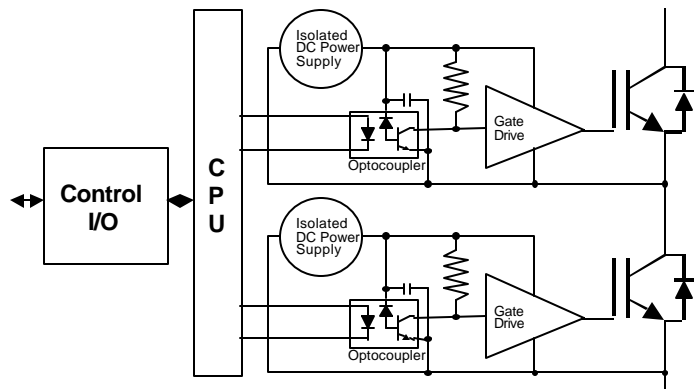 Isolated
DC Power
Supply
Gate
Drive
Optocoupler
C
P
U
Control
I/O
Isolated
DC Power
Supply
Gate
Drive
Optocoupler